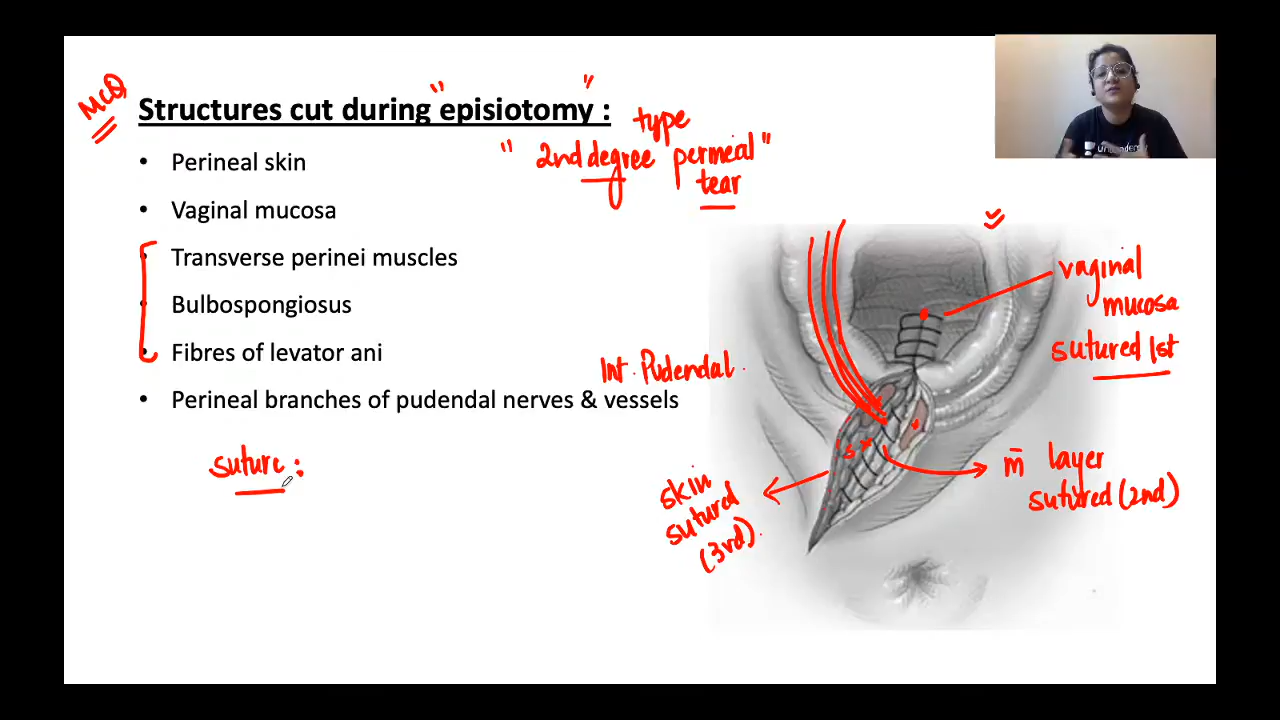 MCQ
Structures cut during "episiotomy" :
type
" 2nd degree permeal "
tear
• Perineal skin
• Vaginal mucosa
• Transverse perinei muscles
• Bulbospongiosus
• Fibres of levator ani
• Perineal branches of pudendal nerves & vessels
Int. Pudendal
suture :
vaginal
mucosa
sutured 1st
m̄ layer
sutured (2nd)
skin
sutured
(3rd)